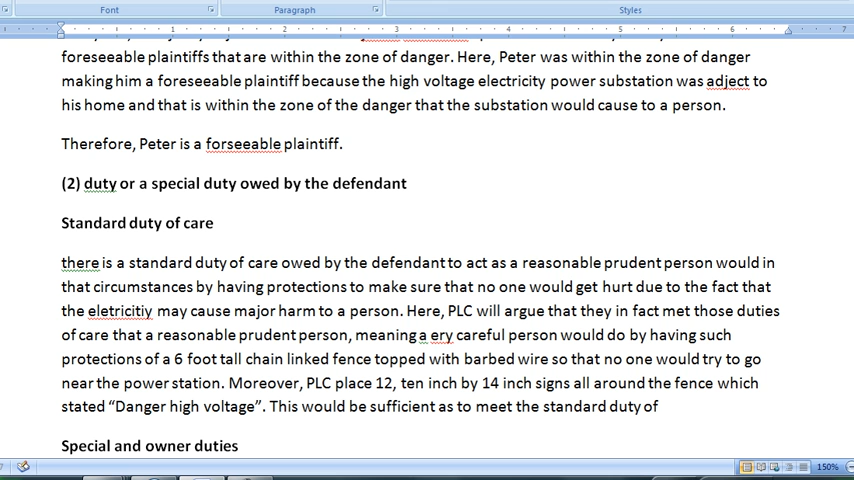 Font Paragraph Styles
1 2 3 4 5 6 7
foreseeable plaintiffs that are within the zone of danger. Here, Peter was within the zone of danger
making him a foreseeable plaintiff because the high voltage electricity power substation was adject to
his home and that is within the zone of the danger that the substation would cause to a person.
Therefore, Peter is a forseeable plaintiff.
(2) duty or a special duty owed by the defendant
Standard duty of care
there is a standard duty of care owed by the defendant to act as a reasonable prudent person would in
that circumstances by having protections to make sure that no one would get hurt due to the fact that
the eletricitiy may cause major harm to a person. Here, PLC will argue that they in fact met those duties
of care that a reasonable prudent person, meaning a ery careful person would do by having such
protections of a 6 foot tall chain linked fence topped with barbed wire so that no one would try to go
near the power station. Moreover, PLC place 12, ten inch by 14 inch signs all around the fence which
stated “Danger high voltage”. This would be sufficient as to meet the standard duty of
Special and owner duties
150%